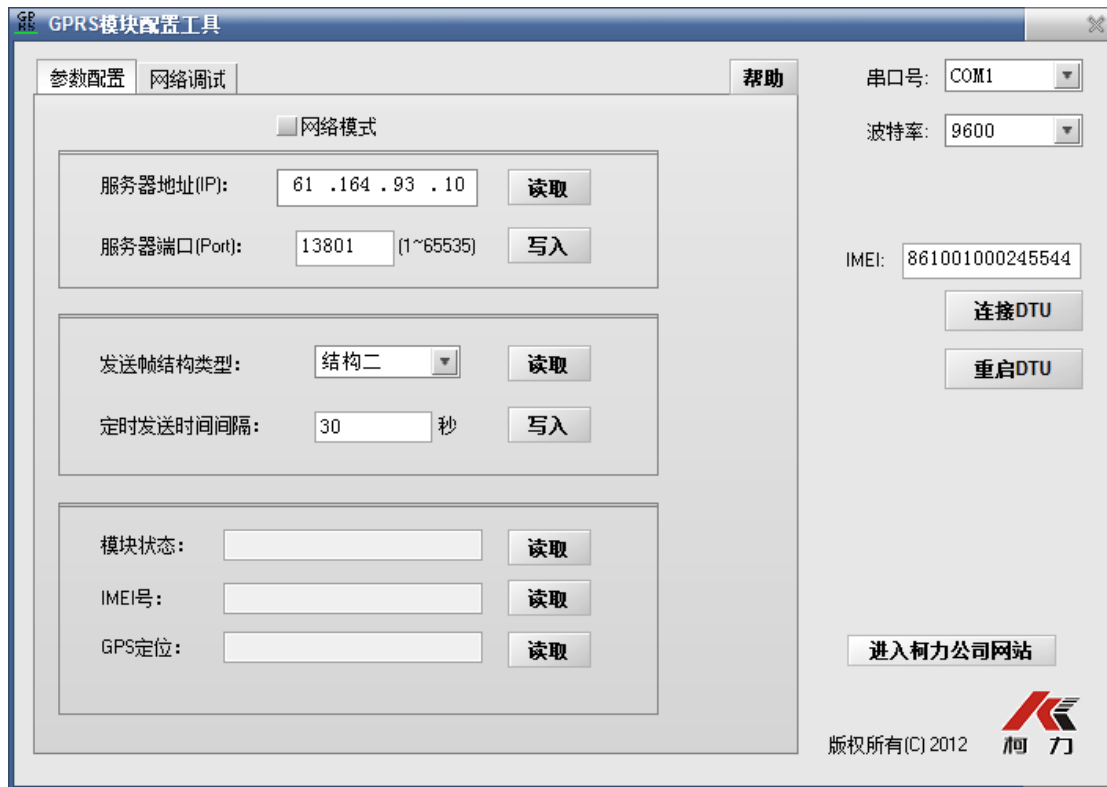 GPRS模块配置工具
参数配置 网络调试 帮助
网络模式
服务器地址(IP): 61 .164 .93 .10 读取
服务器端口(Port): 13801 (1~65535) 写入
发送帧结构类型: 结构二 读取
定时发送时间间隔: 30 秒 写入
模块状态: 读取
IMEI号: 读取
GPS定位: 读取
串口号: COM1
波特率: 9600
IMEI: 861001000245544
连接DTU
重启DTU
进入柯力公司网站
版权所有(C) 2012 柯力